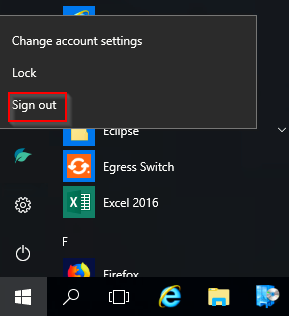 Change account settings
Lock
Sign out
Eclipse
Egress Switch
Excel 2016
F
Firefox